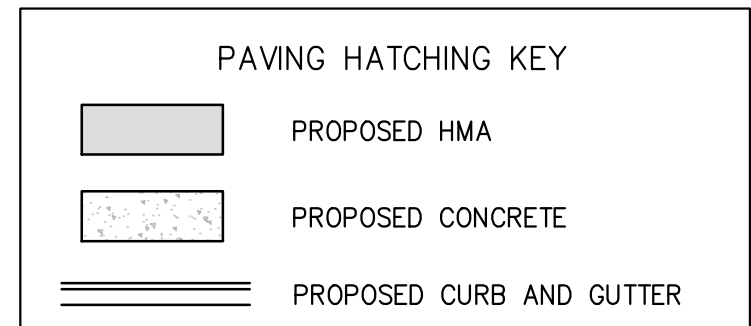 PAVING HATCHING KEY
PROPOSED HMA
PROPOSED CONCRETE
PROPOSED CURB AND GUTTER